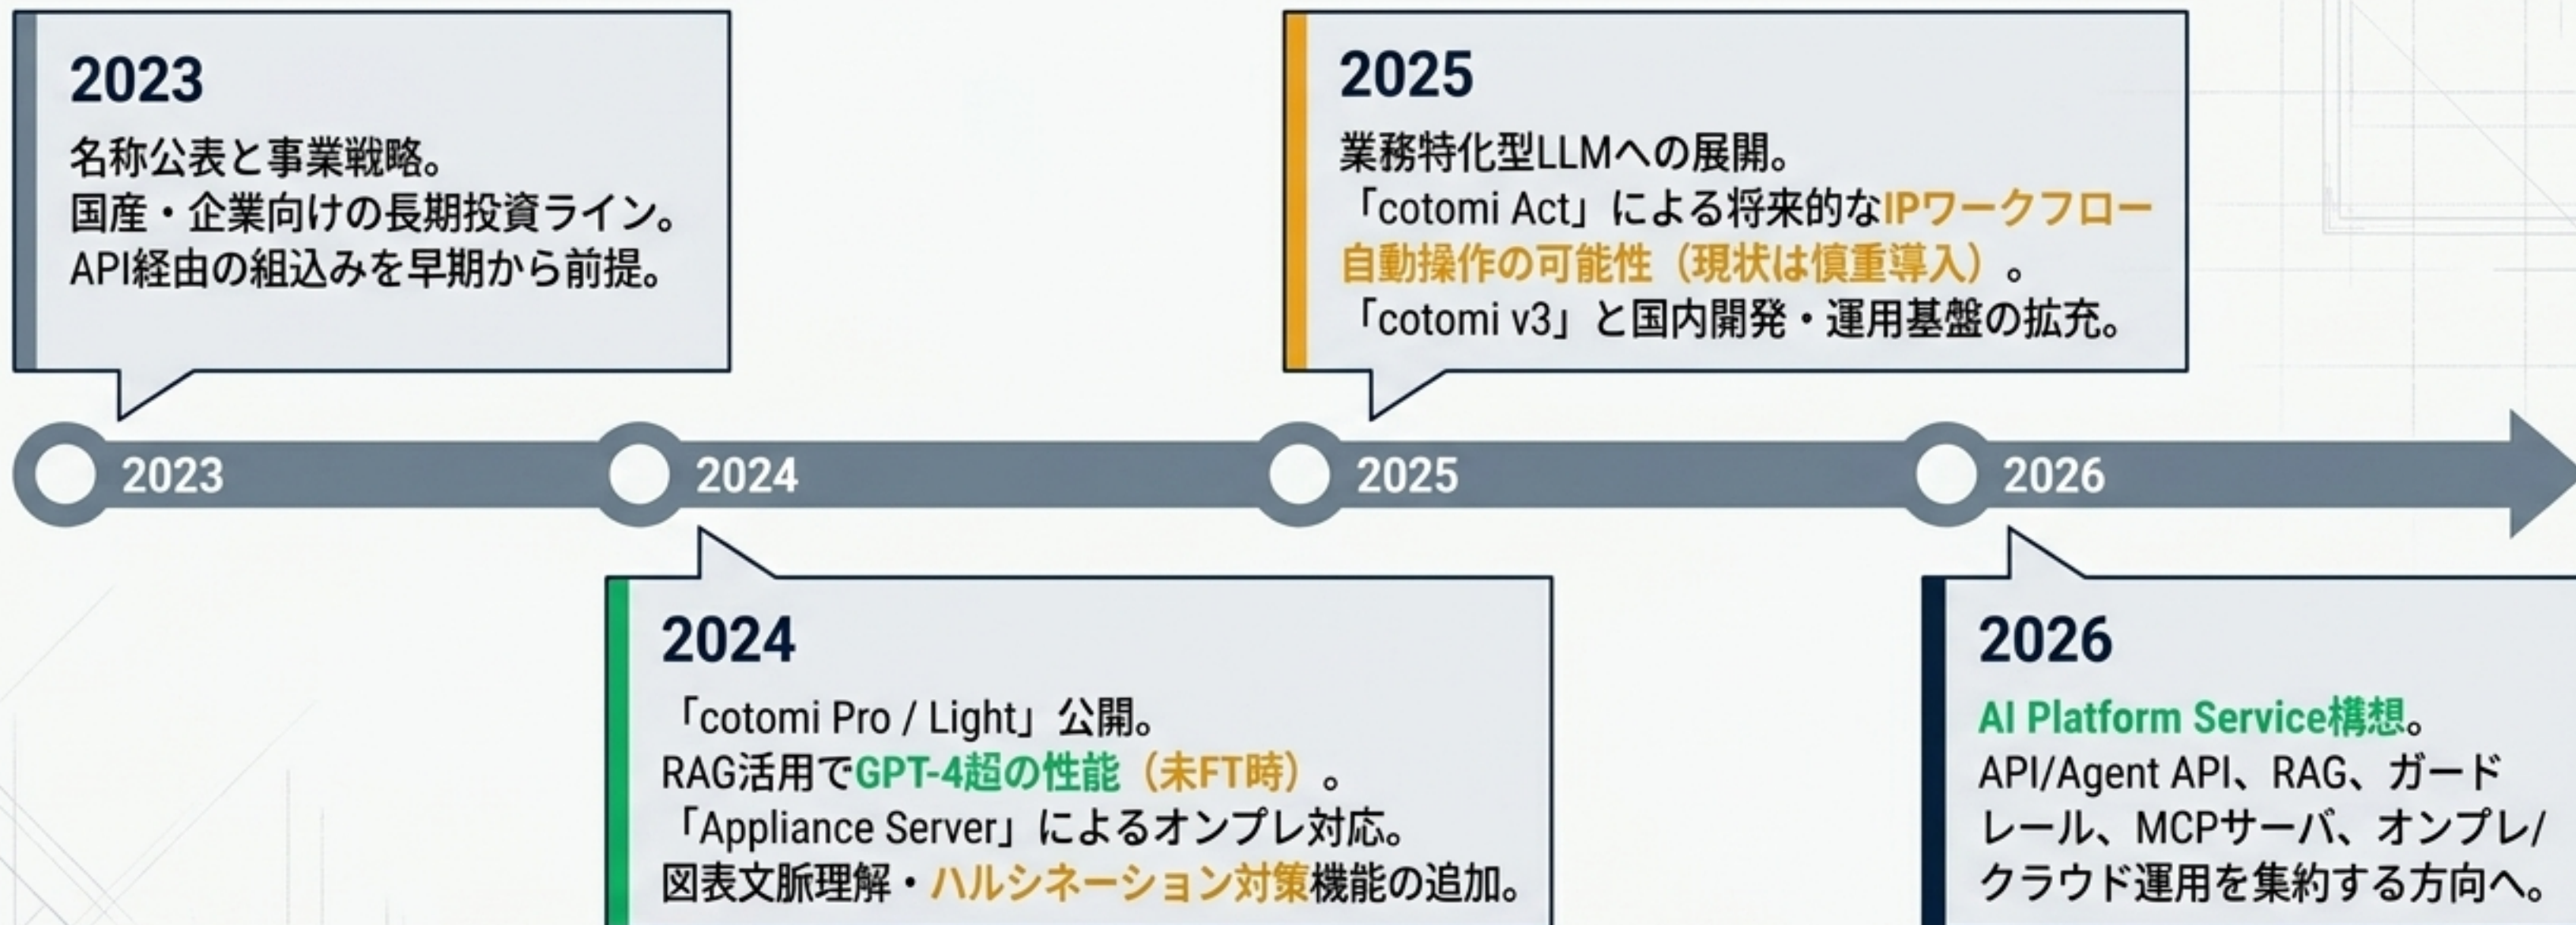 2023
名称公表と事業戦略。
国産・企業向けの長期投資ライン。
API経由の組込みを早期から前提。
2025
業務特化型LLMへの展開。
「cotomi Act」による将来的なIPワークフロー
自動操作の可能性（現状は慎重導入）。
「cotomi v3」と国内開発・運用基盤の拡充。
2023
2024
2025
2026
2024
「cotomi Pro / Light」公開。
RAG活用でGPT-4超の性能（未FT時）。
「Appliance Server」によるオンプレ対応。
図表文脈理解・ハルシネーション対策機能の追加。
2026
AI Platform Service構想。
API/Agent API、RAG、ガード
レール、MCPサーバ、オンプレ/
クラウド運用を集約する方向へ。